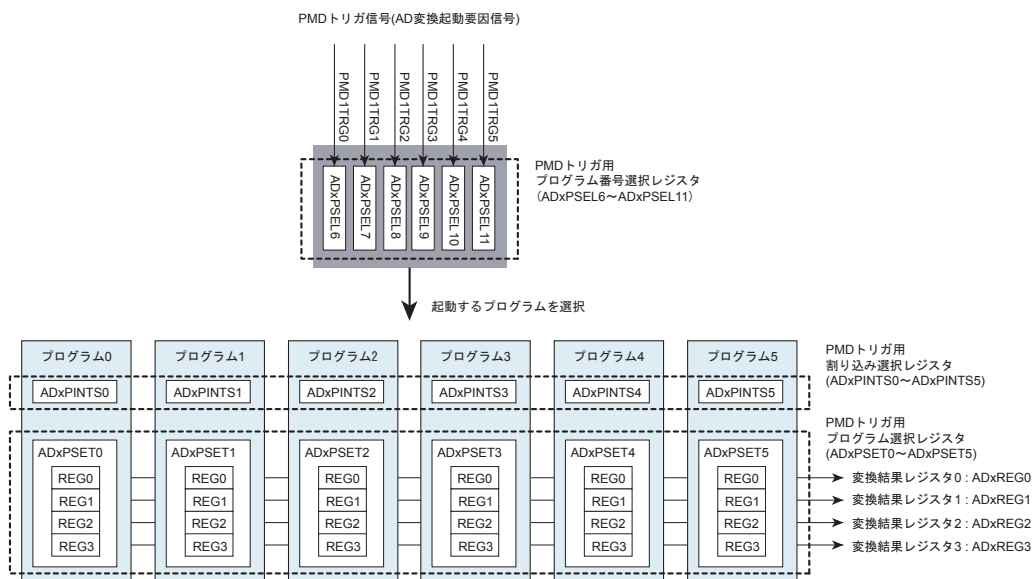 PMDトリガ信号(AD変換起動要因信号)
PMD1TRG0
PMD1TRG1
PMD1TRG2
PMD1TRG3
PMD1TRG4
PMD1TRG5
ADxPSEL6
ADxPSEL7
ADxPSEL8
ADxPSEL9
ADxPSEL10
ADxPSEL11
PMDトリガ用
プログラム番号選択レジスタ
(ADxPSEL6～ADxPSEL11)
起動するプログラムを選択
プログラム0
プログラム1
プログラム2
プログラム3
プログラム4
プログラム5
ADxPINTS0
ADxPINTS1
ADxPINTS2
ADxPINTS3
ADxPINTS4
ADxPINTS5
PMDトリガ用
割り込み選択レジスタ
(ADxPINTS0～ADxPINTS5)
ADxPSET0
REG0
REG1
REG2
REG3
ADxPSET1
REG0
REG1
REG2
REG3
ADxPSET2
REG0
REG1
REG2
REG3
ADxPSET3
REG0
REG1
REG2
REG3
ADxPSET4
REG0
REG1
REG2
REG3
ADxPSET5
REG0
REG1
REG2
REG3
PMDトリガ用
プログラム選択レジスタ
(ADxPSET0～ADxPSET5)
変換結果レジスタ0 : ADxREG0
変換結果レジスタ1 : ADxREG1
変換結果レジスタ2 : ADxREG2
変換結果レジスタ3 : ADxREG3